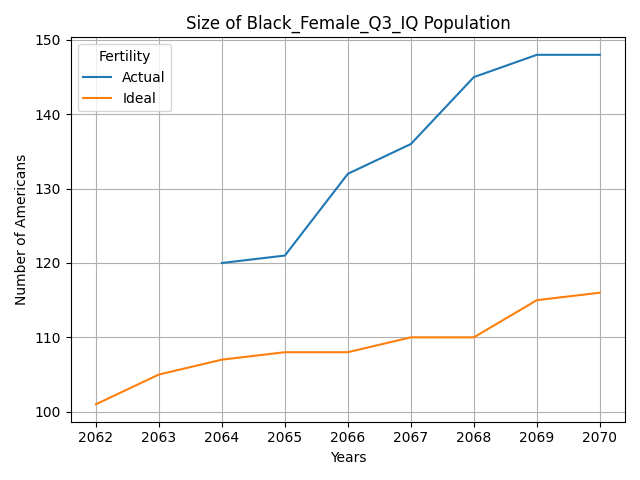 Size of Black_Female_Q3_IQ Population
Fertility
Actual
Ideal
Number of Americans
150
140
130
120
110
100
2062 2063 2064 2065 2066 2067 2068 2069 2070
Years